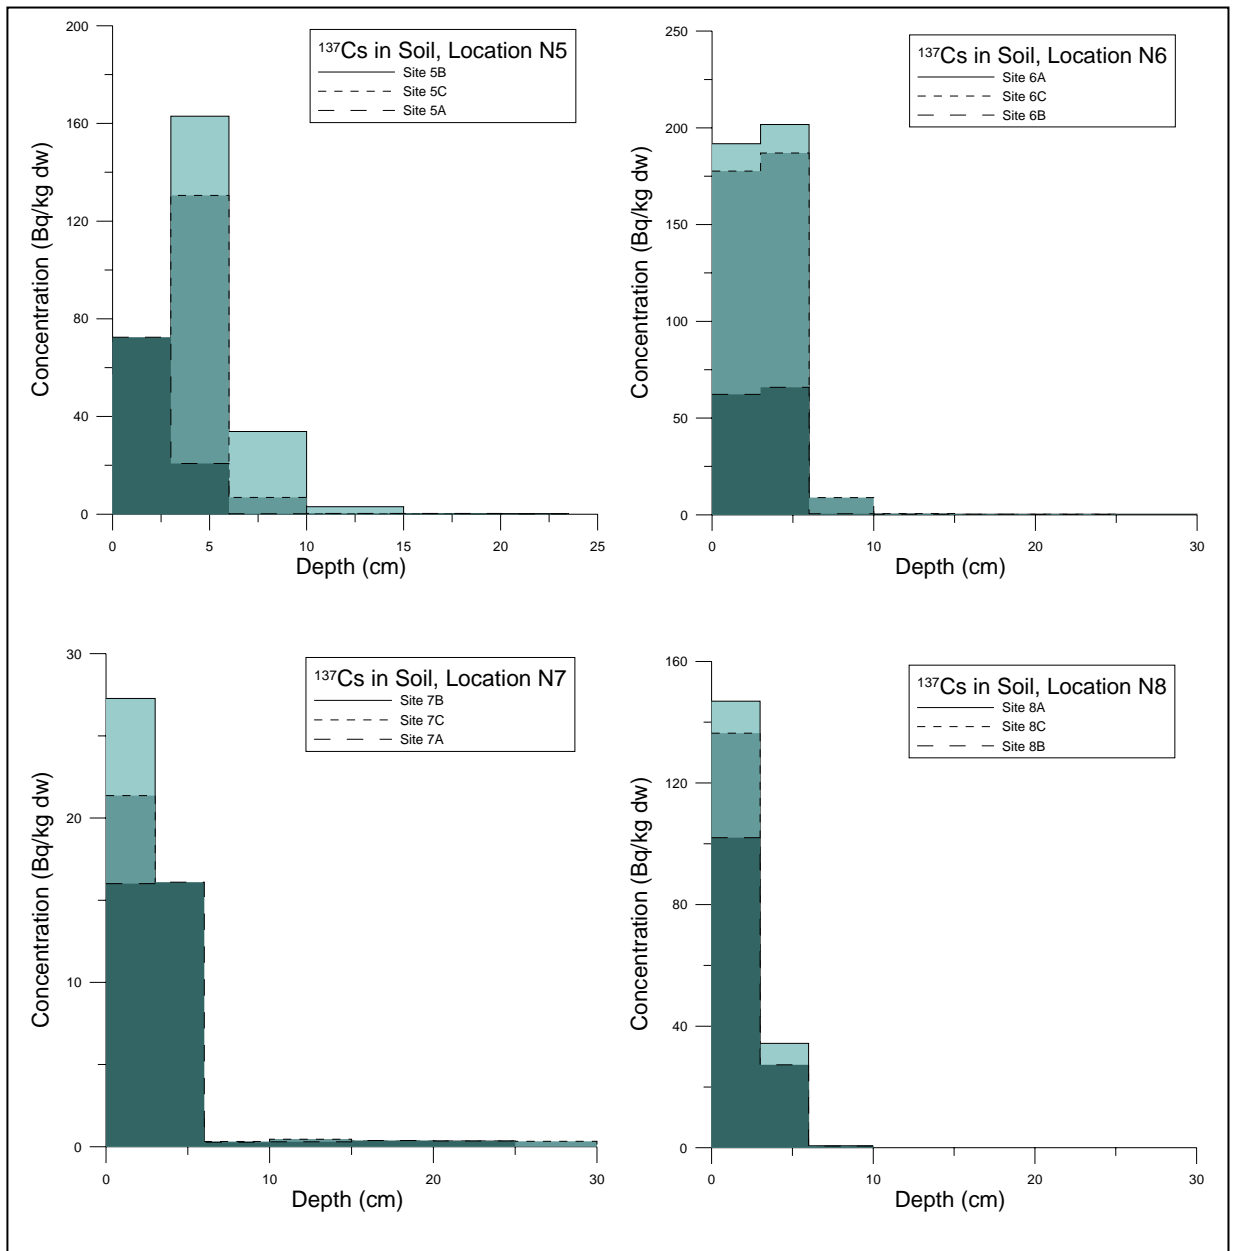 ¹³⁷Cs in Soil, Location N5
Site 5B
Site 5C
Site 5A
Concentration (Bq/kg dw)
200
160
120
80
40
0
0 5 10 15 20 25
Depth (cm)
¹³⁷Cs in Soil, Location N6
Site 6A
Site 6C
Site 6B
Concentration (Bq/kg dw)
250
200
150
100
50
0
0 10 20 30
Depth (cm)
¹³⁷Cs in Soil, Location N7
Site 7B
Site 7C
Site 7A
Concentration (Bq/kg dw)
30
20
10
0
0 10 20 30
Depth (cm)
¹³⁷Cs in Soil, Location N8
Site 8A
Site 8C
Site 8B
Concentration (Bq/kg dw)
160
120
80
40
0
0 10 20 30
Depth (cm)